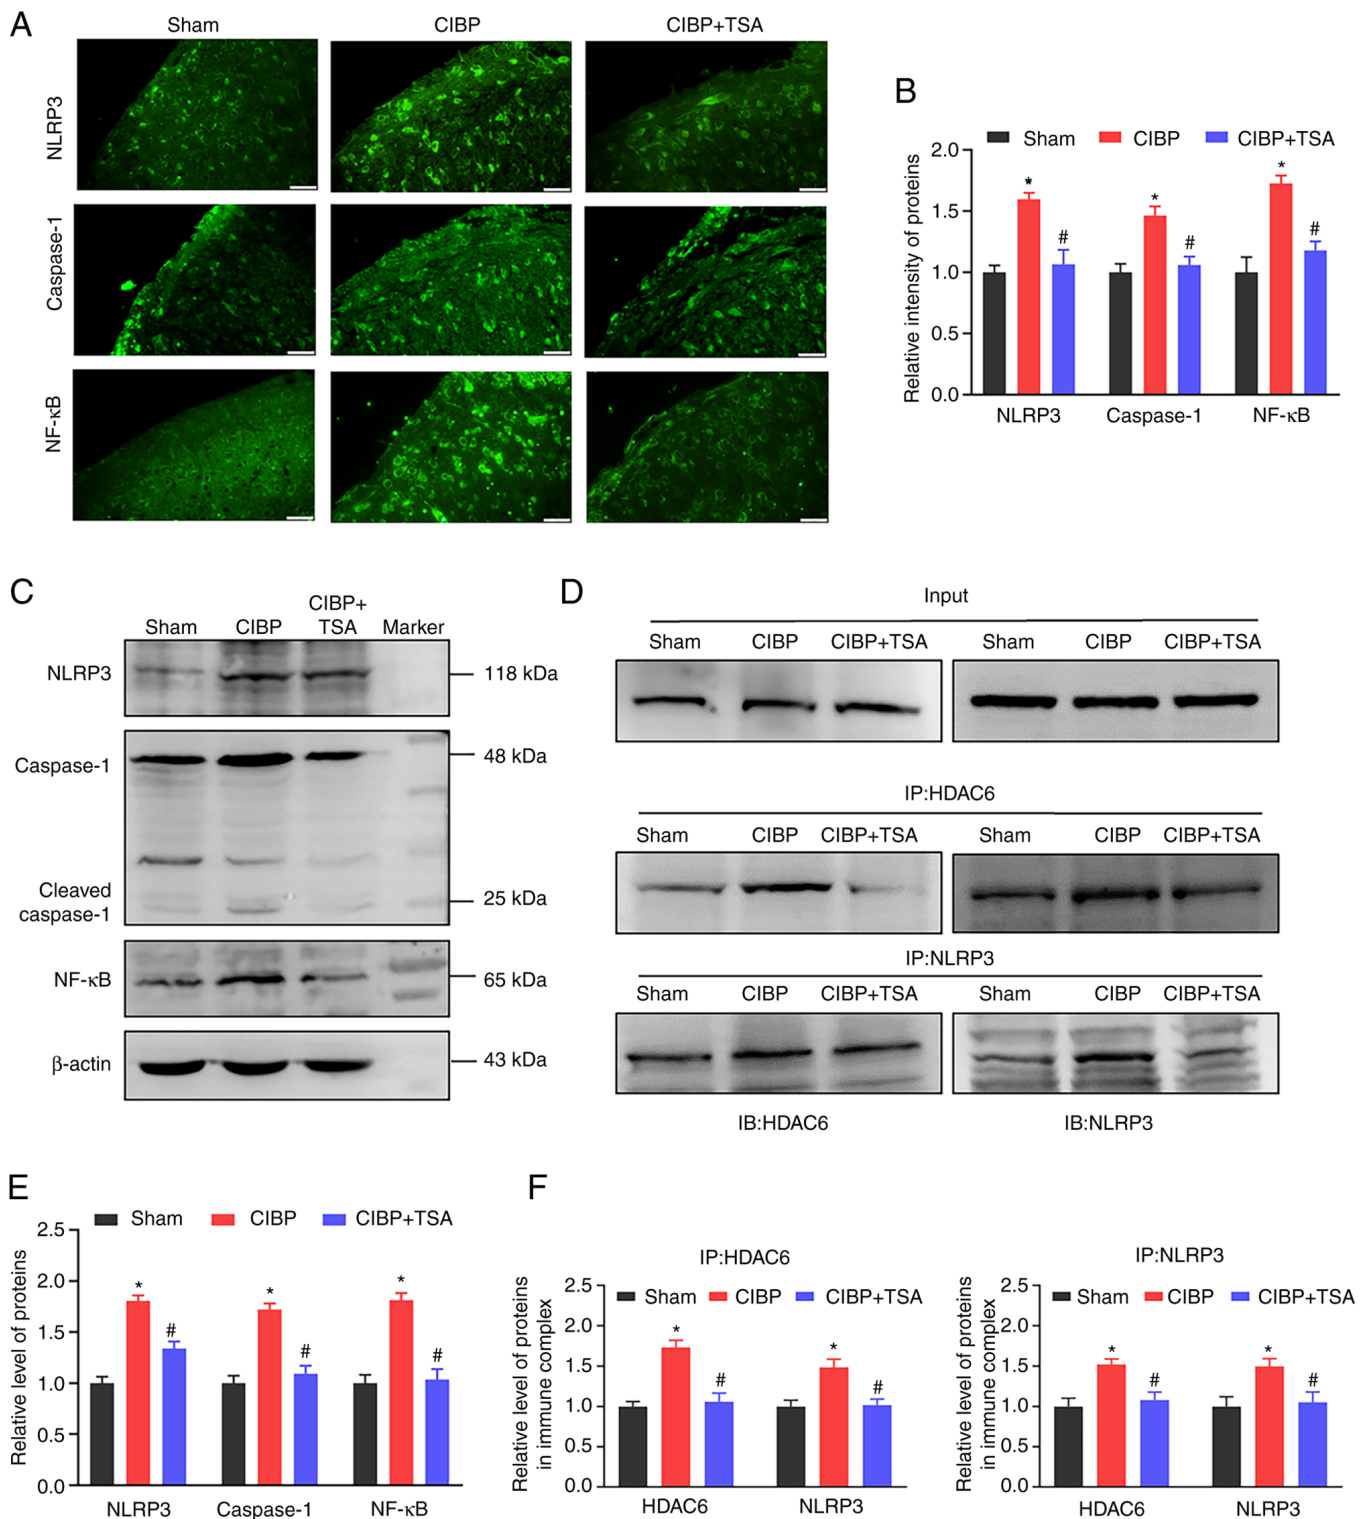 A
Sham CIBP CIBP+TSA
NLRP3
Caspase-1
NF-κB
B
Sham CIBP CIBP+TSA
Relative intensity of proteins
2.0
1.5
1.0
0.5
0.0
* # * # * #
NLRP3 Caspase-1 NF-κB
C
Sham CIBP CIBP+
TSA Marker
NLRP3 118 kDa
Caspase-1 48 kDa
Cleaved
caspase-1 25 kDa
NF-κB 65 kDa
β-actin 43 kDa
D
Input
Sham CIBP CIBP+TSA Sham CIBP CIBP+TSA
IP:HDAC6
Sham CIBP CIBP+TSA Sham CIBP CIBP+TSA
IP:NLRP3
Sham CIBP CIBP+TSA Sham CIBP CIBP+TSA
IB:HDAC6 IB:NLRP3
E
Sham CIBP CIBP+TSA
Relative level of proteins
2.5
2.0
1.5
1.0
0.5
0.0
* # * # * #
NLRP3 Caspase-1 NF-κB
F
IP:HDAC6
Sham CIBP CIBP+TSA
Relative level of proteins
in immune complex
2.5
2.0
1.5
1.0
0.5
0.0
* # * #
HDAC6 NLRP3
IP:NLRP3
Sham CIBP CIBP+TSA
Relative level of proteins
in immune complex
2.5
2.0
1.5
1.0
0.5
0.0
* # * #
HDAC6 NLRP3